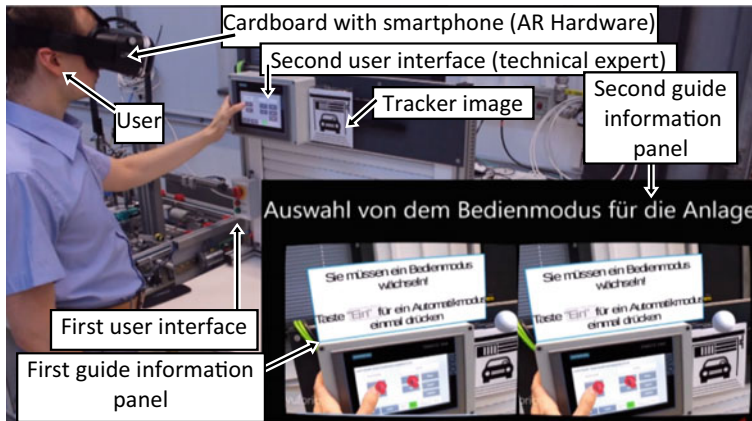 Cardboard with smartphone (AR Hardware)
Second user interface (technical expert)
User
Tracker image
Second guide
information
panel
Auswahl von dem Bedienmodus für die Anlage
Sie müssen ein Bedienmodus
wächseln!
Taste "Ein" für ein Automatikmodus
einmal drücken
Sie müssen ein Bedienmodus
wächseln!
Taste "Ein" für ein Automatikmodus
einmal drücken
First user interface
First guide information
panel